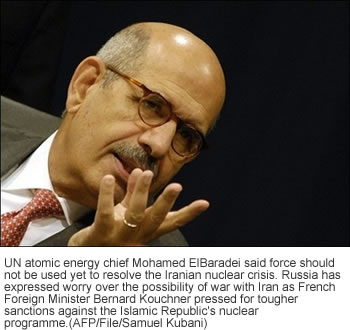 UN atomic energy chief Mohamed ElBaradei said force should
not be used yet to resolve the Iranian nuclear crisis. Russia has
expressed worry over the possibility of war with Iran as French
Foreign Minister Bernard Kouchner pressed for tougher
sanctions against the Islamic Republic's nuclear
programme.(AFP/File/Samuel Kubani)